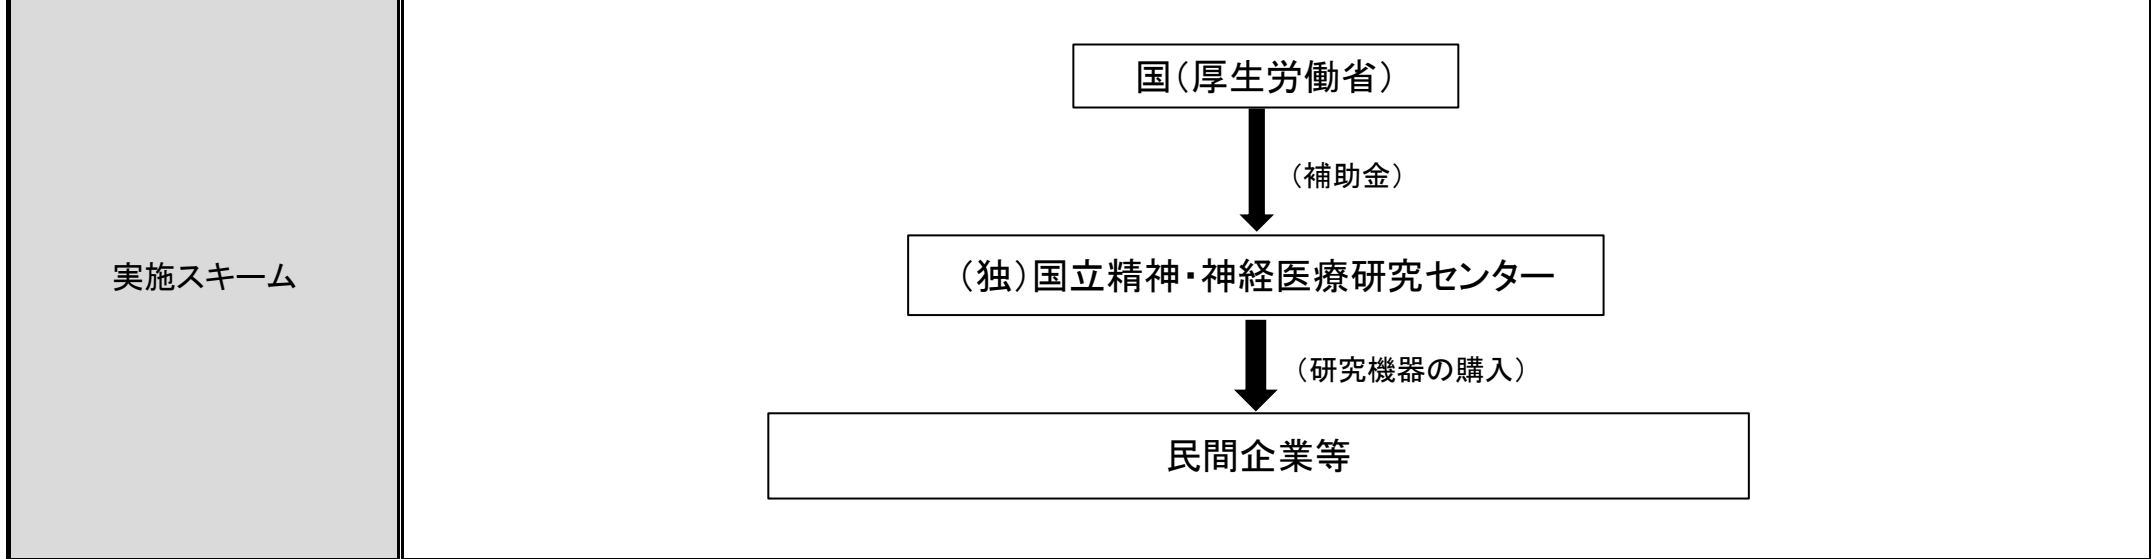 実施スキーム
国（厚生労働省）
（補助金）
（独）国立精神・神経医療研究センター
（研究機器の購入）
民間企業等